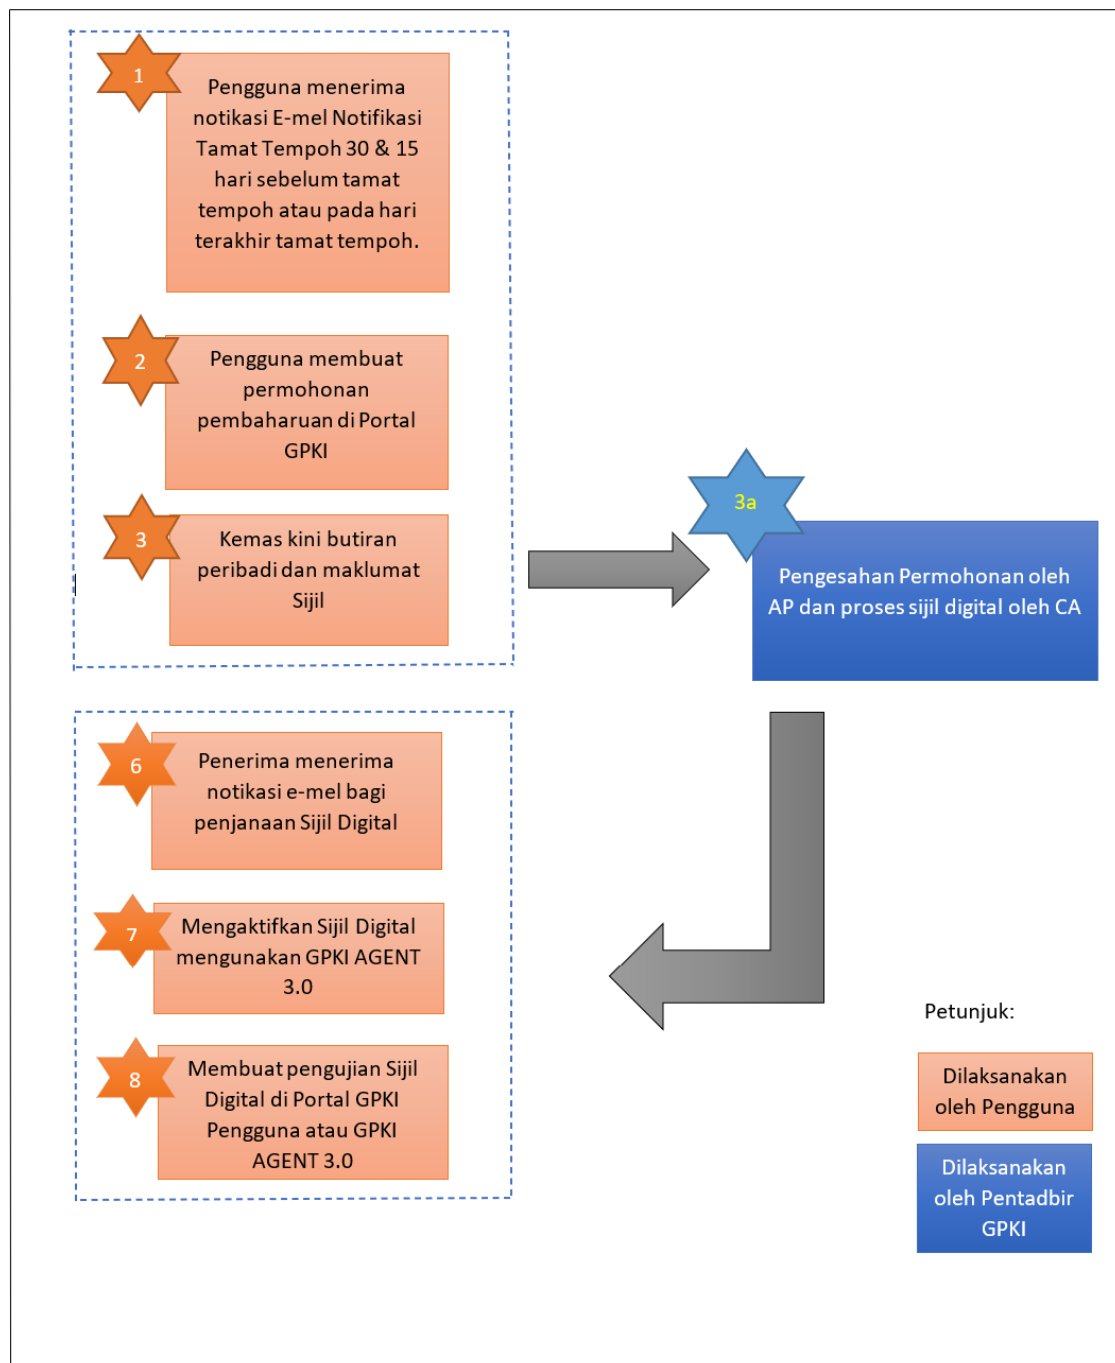 1
Pengguna menerima
notikasi E-mel Notifikasi
Tamat Tempoh 30 & 15
hari sebelum tamat
tempoh atau pada hari
terakhir tamat tempoh.
2
Pengguna membuat
permohonan
pembaharuan di Portal
GPKI
3
Kemas kini butiran
peribadi dan maklumat
Sijil
3a
Pengesahan Permohonan oleh
AP dan proses sijil digital oleh CA
6
Penerima menerima
notikasi e-mel bagi
penjanaan Sijil Digital
7
Mengaktifkan Sijil Digital
mengunakan GPKI AGENT
3.0
8
Membuat pengujian Sijil
Digital di Portal GPKI
Pengguna atau GPKI
AGENT 3.0
Petunjuk:
Dilaksanakan
oleh Pengguna
Dilaksanakan
oleh Pentadbir
GPKI